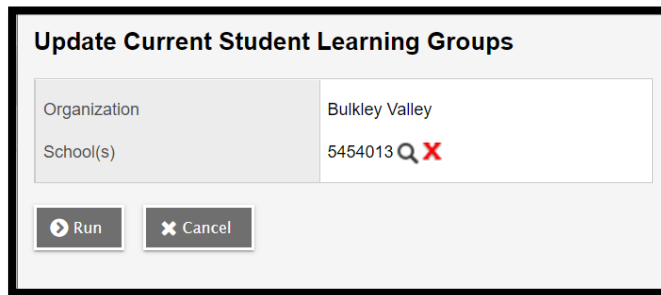 Update Current Student Learning Groups
Organization Bulkley Valley
School(s) 5454013
Run Cancel